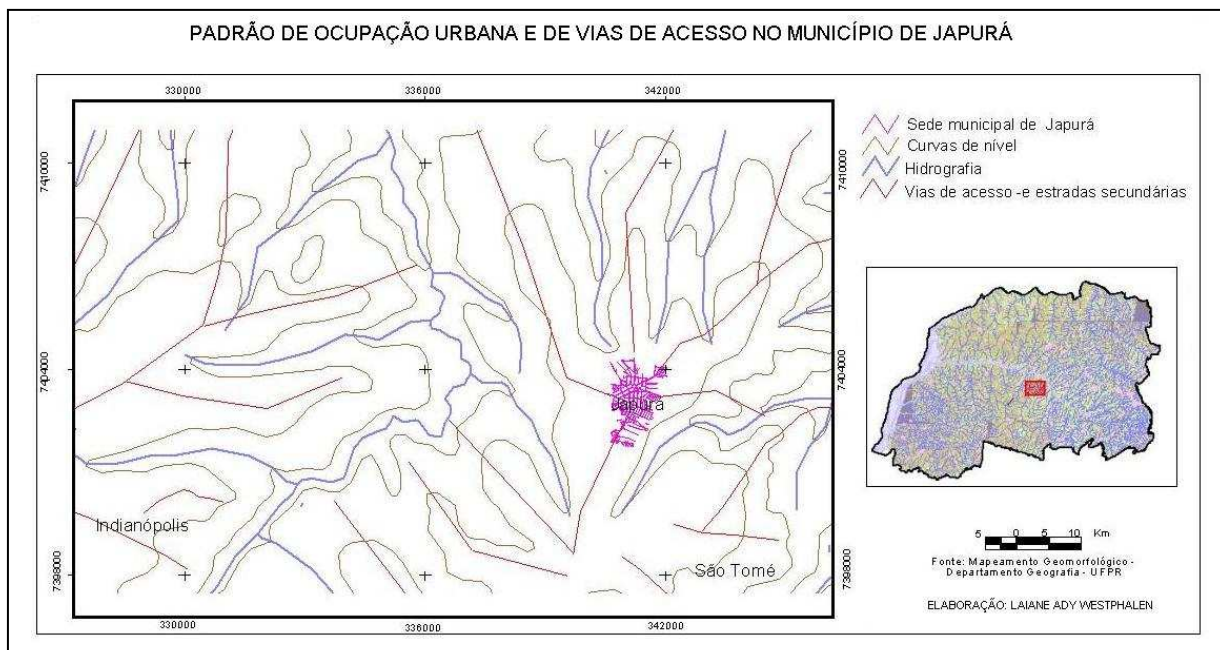 PADRÃO DE OCUPAÇÃO URBANA E DE VIAS DE ACESSO NO MUNICÍPIO DE JAPURÁ
330000 336000 342000
Sede municipal de Japurá
Curvas de nível
Hidrografia
Vias de acesso -e estradas secundárias
7410000 7410000
7404000 7404000
Japurá
Indianópolis
São Tomé
7398000 7398000
330000 336000 342000
5 0 5 10 Km
Fonte: Mapeamento Geomorfológico -
Departamento Geografia - UFPR
ELABORAÇÃO: LAIANE ADY WESTPHALEN